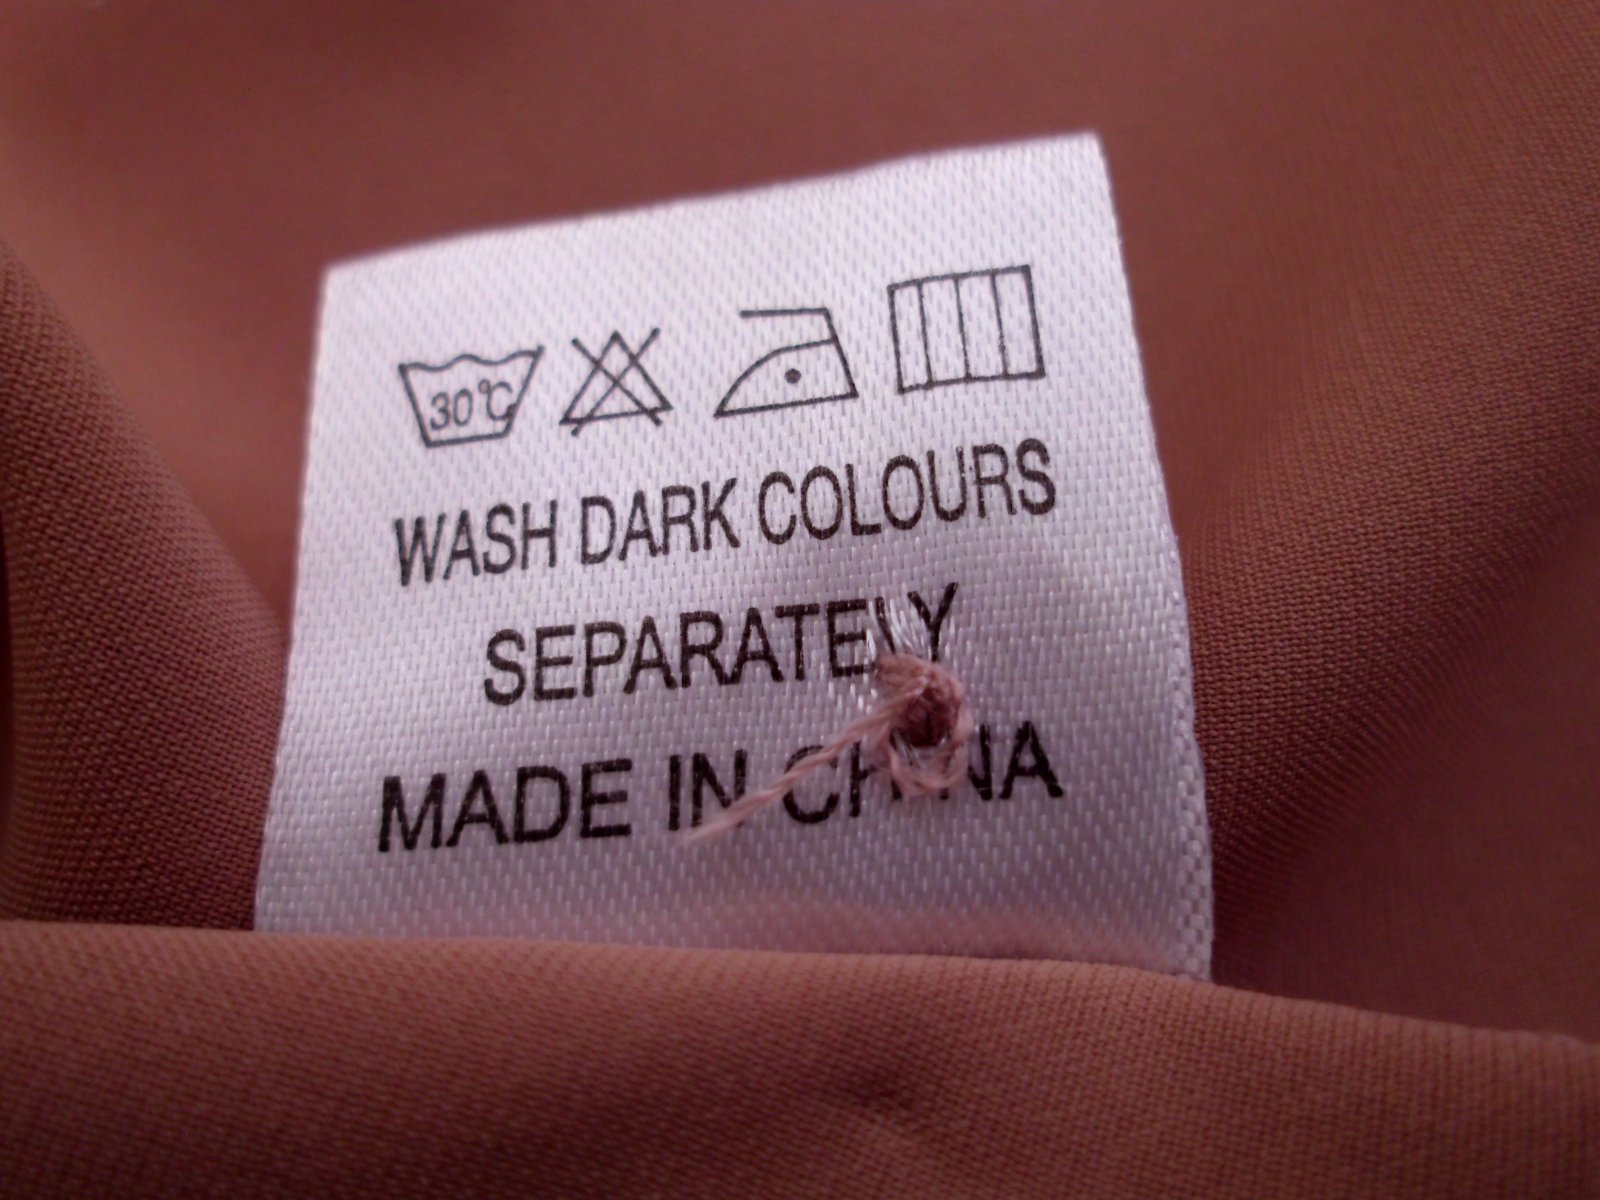 30°C
WASH DARK COLOURS
SEPARATELY
MADE IN CHINA